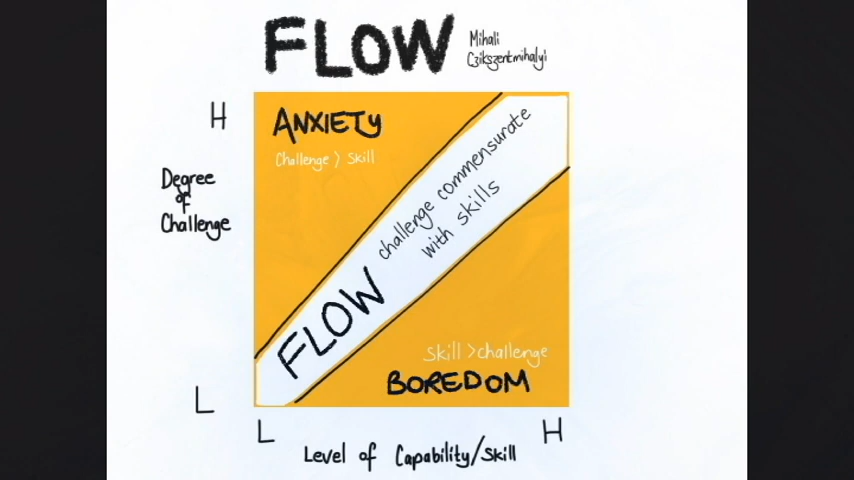 FLOW
Mihali
Czikszentmihalyi
H
ANXIETY
Challenge > Skill
Degree
of
Challenge
challenge commensurate
with skills
FLOW
Skill > challenge
BOREDOM
L
L
H
Level of Capability/Skill